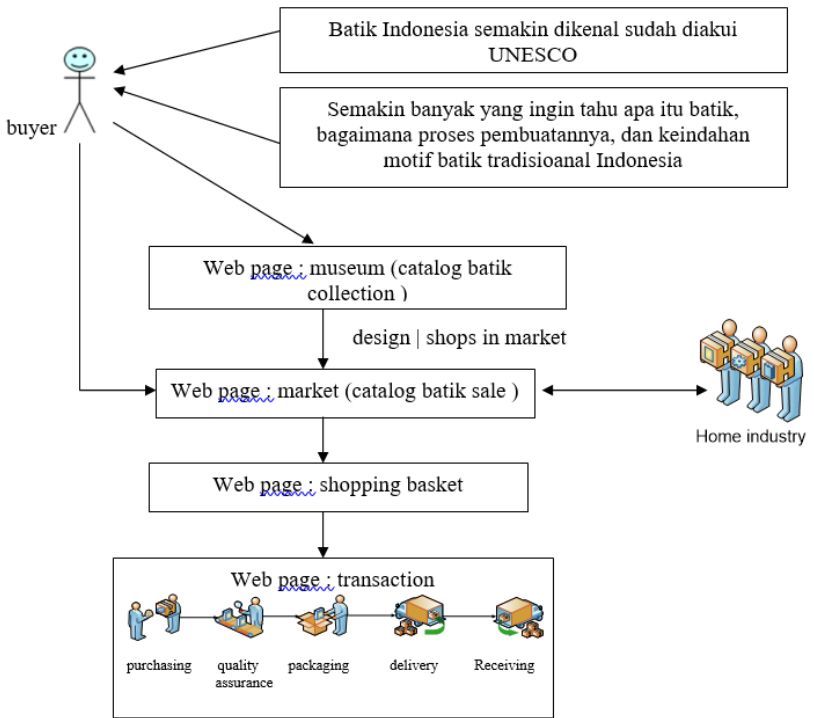 Batik Indonesia semakin dikenal sudah diakui
UNESCO
buyer
Semakin banyak yang ingin tahu apa itu batik,
bagaimana proses pembuatannya, dan keindahan
motif batik tradisioanal Indonesia
Web page : museum (catalog batik
collection )
design | shops in market
Web page : market (catalog batik sale )
Home industry
Web page : shopping basket
Web page : transaction
purchasing
quality
assurance
packaging
delivery
Receiving